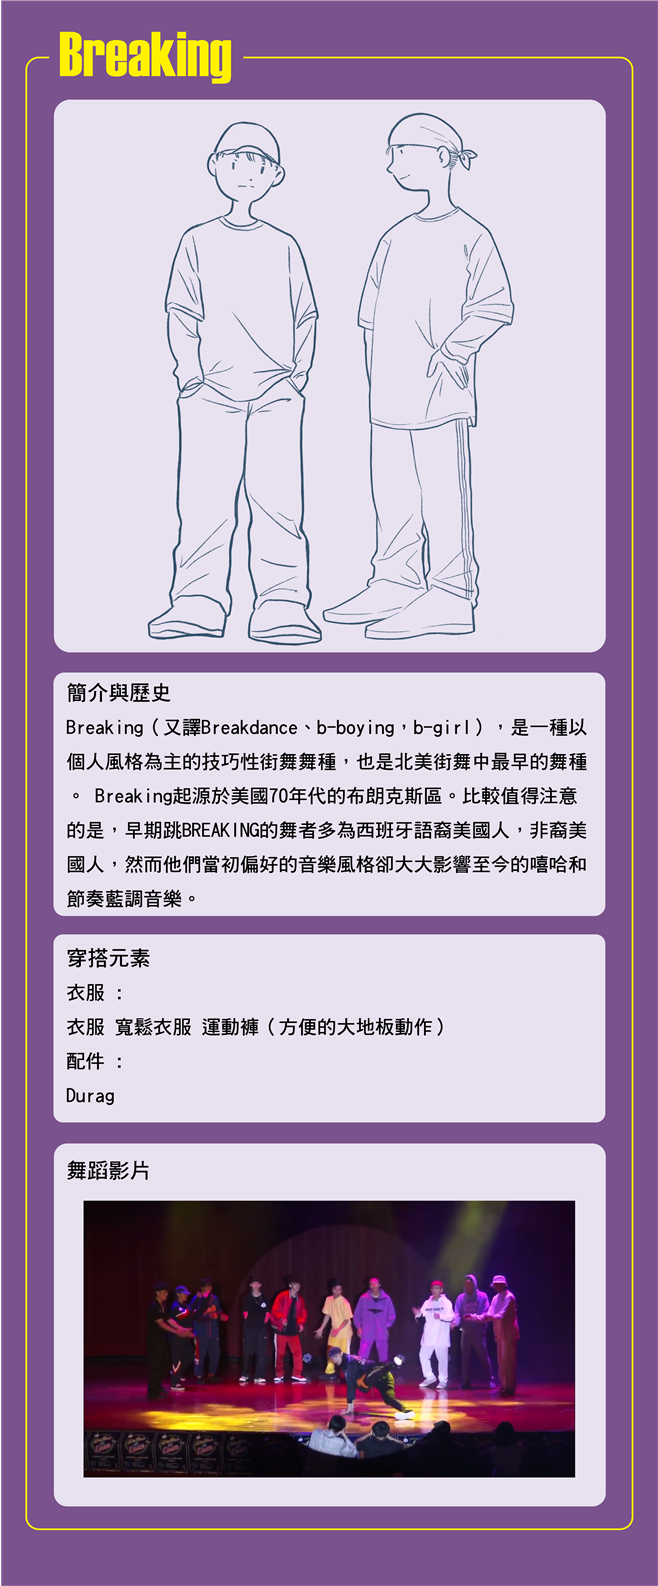 Breaking
簡介與歷史
Breaking（又譯Breakdance、b-boying，b-girl），是一種以
個人風格為主的技巧性街舞舞種，也是北美街舞中最早的舞種
。 Breaking起源於美國70年代的布朗克斯區。比較值得注意
的是，早期跳BREAKING的舞者多為西班牙語裔美國人，非裔美
國人，然而他們當初偏好的音樂風格卻大大影響至今的嘻哈和
節奏藍調音樂。
穿搭元素
衣服 ：
衣服 寬鬆衣服 運動褲（方便的大地板動作）
配件 ：
Durag
舞蹈影片